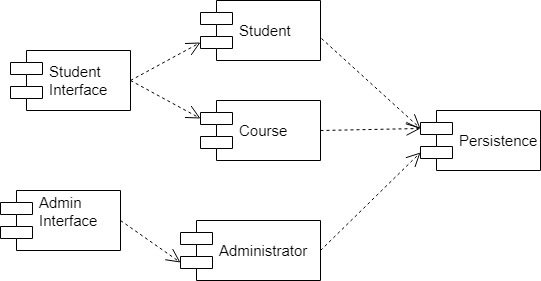 Student
Student
Interface
Course
Persistence
Admin
Interface
Administrator